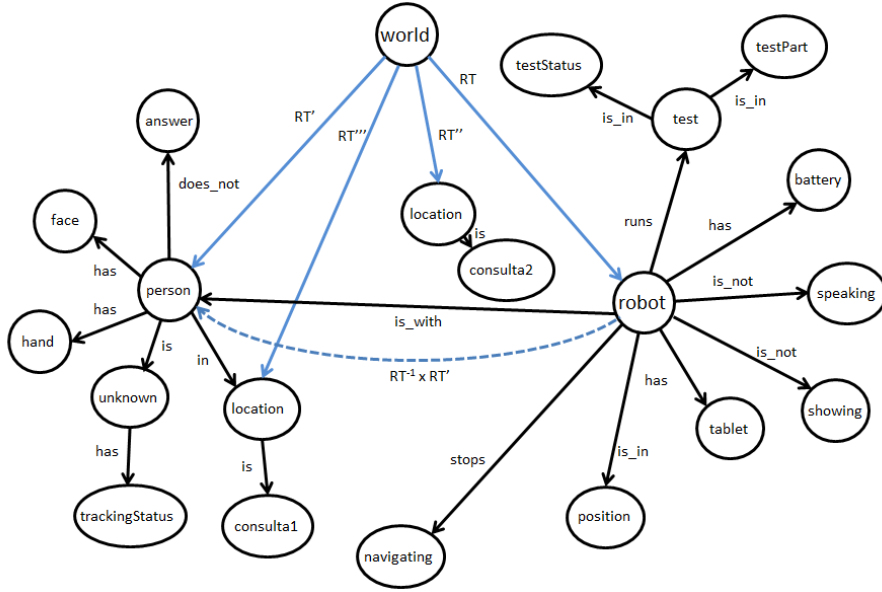 world
testStatus
testPart
RT
is_in
is_in
test
answer
RT’
RT’’’
RT’’
does_not
battery
face
location
runs
has
has
is
consulta2
is_not
person
has
robot
speaking
hand
is_with
is
in
is_not
RT⁻¹ x RT’
has
unknown
location
showing
tablet
has
stops
is_in
is
trackingStatus
consulta1
position
navigating